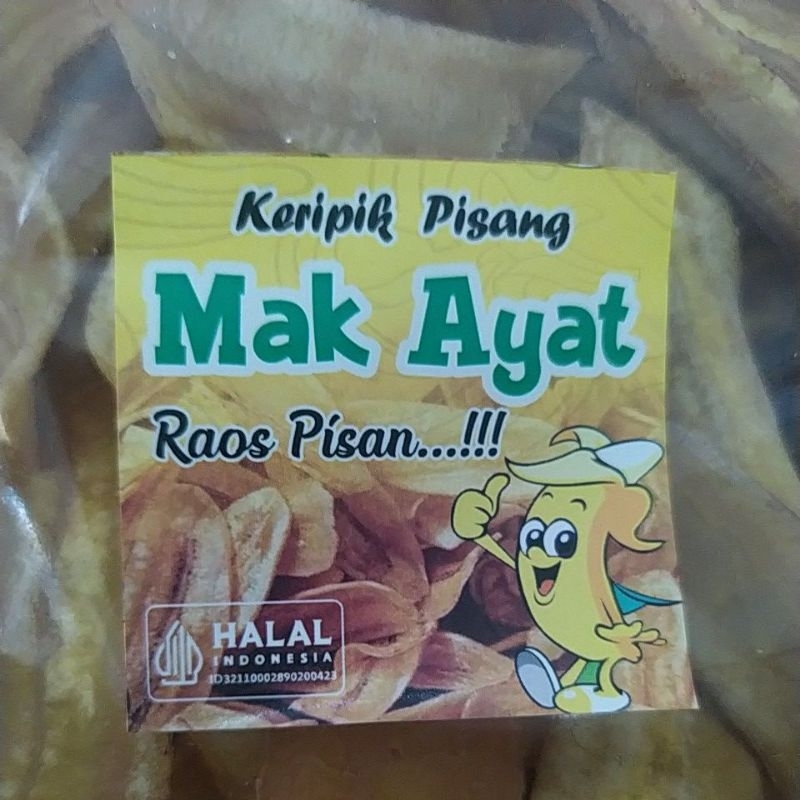 Keripik Pisang
Mak Ayat
Raos Pisan...!!!
HALAL
INDONESIA
ID32110002890200423